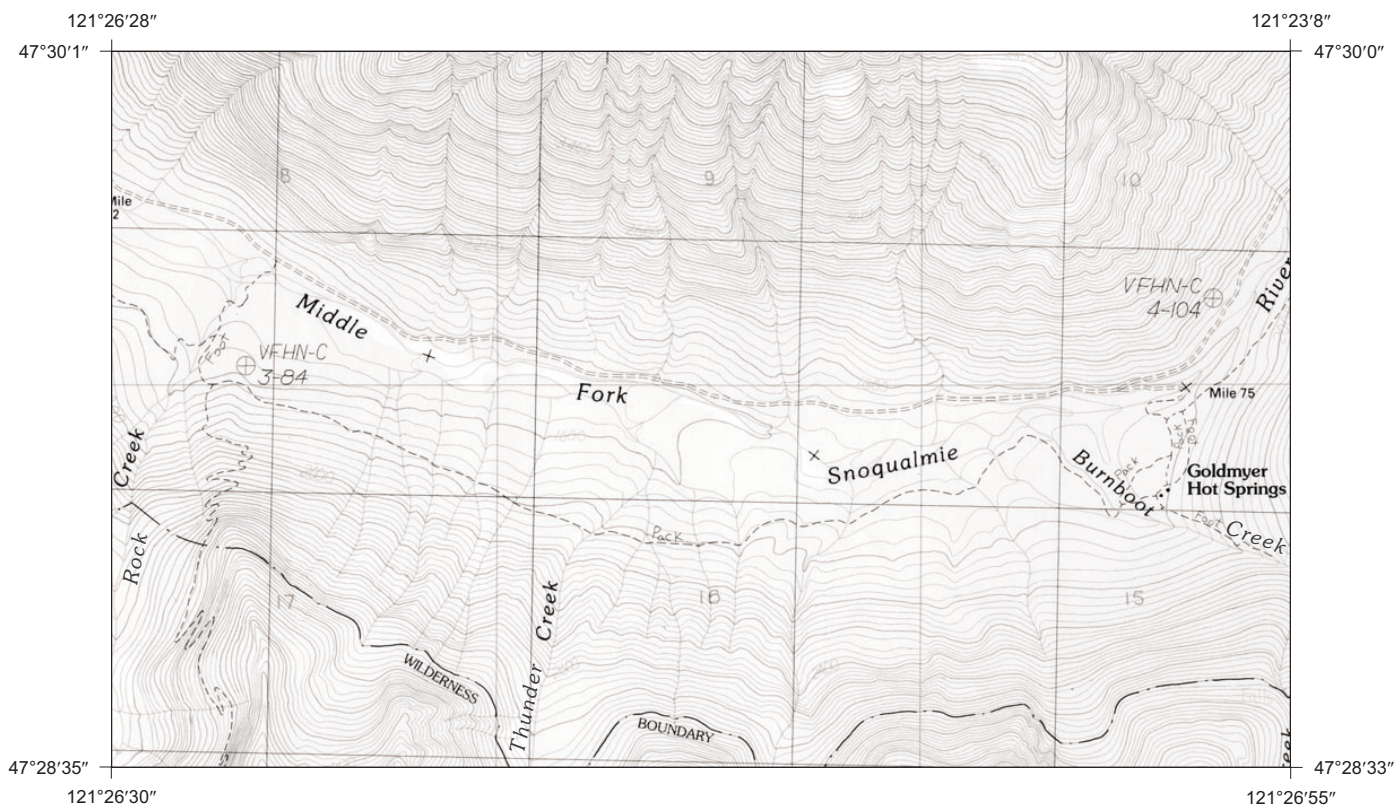 121°26′28″
121°23′8″
47°30′1″
47°30′0″
8
9
10
Mile
2
River
VFHN-C
4-104
Middle
Foot
VFHN-C
3-84
Fork
Mile 75
Snoqualmie
Burnboot
Pack
Foot
Pack
Goldmyer
Hot Springs
Foot
Creek
Creek
Rock
Pack
17
Creek
16
15
WILDERNESS
Thunder
BOUNDARY
47°28′35″
47°28′33″
121°26′30″
121°26′55″